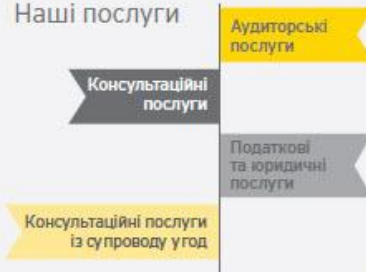 Наші послуги
Аудиторські
послуги
Консультаційні
послуги
Податкові
та юридичні
послуги
Консультаційні послуги
із супроводу угод